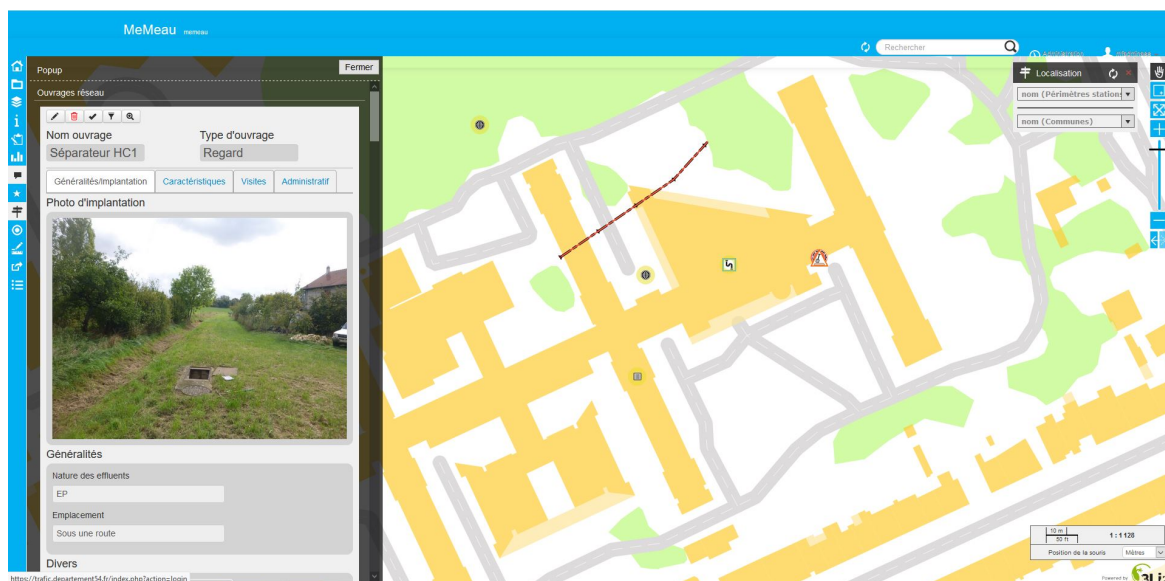 MeMeau memeau
Rechercher
Popup
Fermer
Ouvrages réseau
Nom ouvrage Type d'ouvrage
Séparateur HC1 Regard
Généralités/Implantation Caractéristiques Visites Administratif
Photo d'implantation
Généralités
Nature des effluents
EP
Emplacement
Sous une route
Divers
https://trafic.departement54.fr/index.php?action=login
Localisation
nom (Périmètres station
nom (Communes)
10 m
50 ft
1 : 1 128
Position de la souris Mètres
Powered by 3Li